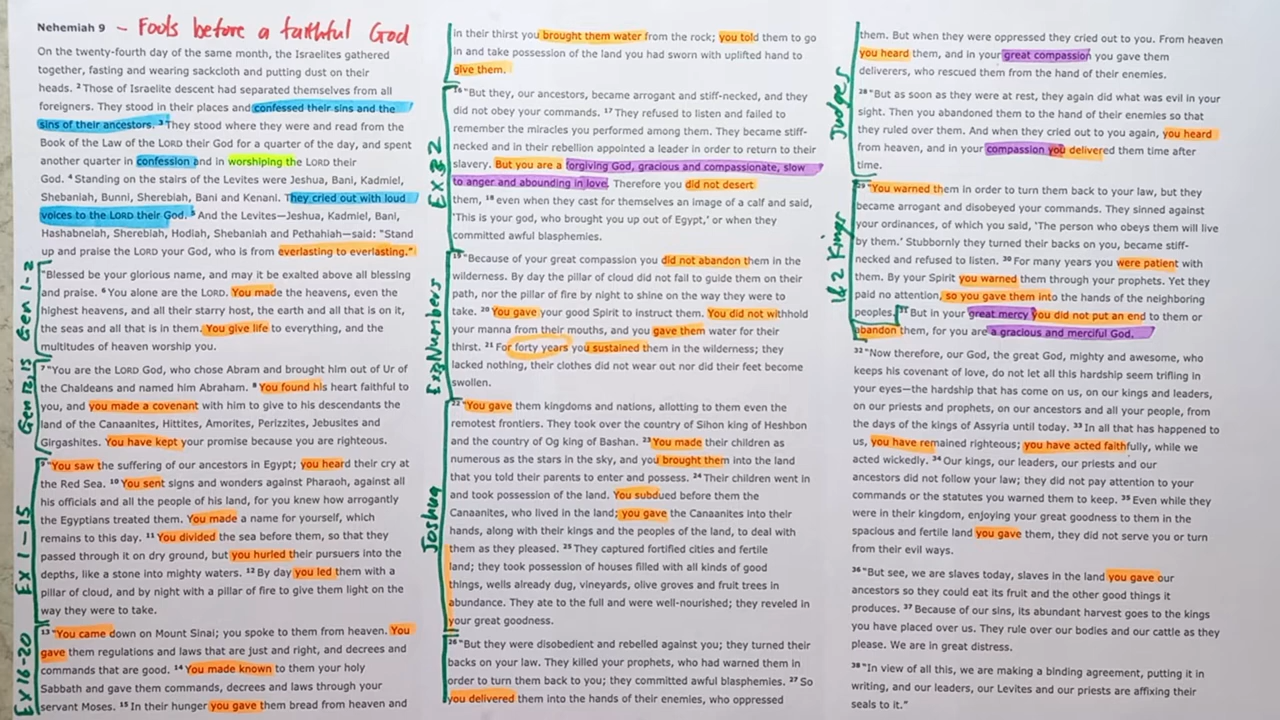 Nehemiah 9 - Fools before a faithful God
On the twenty-fourth day of the same month, the Israelites gathered
together, fasting and wearing sackcloth and putting dust on their
heads. 2 Those of Israelite descent had separated themselves from all
foreigners. They stood in their places and confessed their sins and the
sins of their ancestors. 3 They stood where they were and read from the
Book of the Law of the LORD their God for a quarter of the day, and spent
another quarter in confession and in worshiping the LORD their
God. 4 Standing on the stairs of the Levites were Jeshua, Bani, Kadmiel,
Shebaniah, Bunni, Sherebiah, Bani and Kenani. They cried out with loud
voices to the LORD their God. 5 And the Levites—Jeshua, Kadmiel, Bani,
Hashabneiah, Sherebiah, Hodiah, Shebaniah and Pethahiah—said: "Stand
up and praise the LORD your God, who is from everlasting to everlasting."
Gen 1-2
"Blessed be your glorious name, and may it be exalted above all blessing
and praise. 6 You alone are the LORD. You made the heavens, even the
highest heavens, and all their starry host, the earth and all that is on it,
the seas and all that is in them. You give life to everything, and the
multitudes of heaven worship you.
Gen 12,15
7 "You are the LORD God, who chose Abram and brought him out of Ur of
the Chaldeans and named him Abraham. 8 You found his heart faithful to
you, and you made a covenant with him to give to his descendants the
land of the Canaanites, Hittites, Amorites, Perizzites, Jebusites and
Girgashites. You have kept your promise because you are righteous.
Ex 1-15
9 "You saw the suffering of our ancestors in Egypt; you heard their cry at
the Red Sea. 10 You sent signs and wonders against Pharaoh, against all
his officials and all the people of his land, for you knew how arrogantly
the Egyptians treated them. You made a name for yourself, which
remains to this day. 11 You divided the sea before them, so that they
passed through it on dry ground, but you hurled their pursuers into the
depths, like a stone into mighty waters. 12 By day you led them with a
pillar of cloud, and by night with a pillar of fire to give them light on the
way they were to take.
Ex 16-20
13 "You came down on Mount Sinai; you spoke to them from heaven. You
gave them regulations and laws that are just and right, and decrees and
commands that are good. 14 You made known to them your holy
Sabbath and gave them commands, decrees and laws through your
servant Moses. 15 In their hunger you gave them bread from heaven and
in their thirst you brought them water from the rock; you told them to go
in and take possession of the land you had sworn with uplifted hand to
give them.
Ex 32
16 "But they, our ancestors, became arrogant and stiff-necked, and they
did not obey your commands. 17 They refused to listen and failed to
remember the miracles you performed among them. They became stiff-
necked and in their rebellion appointed a leader in order to return to their
slavery. But you are a forgiving God, gracious and compassionate, slow
to anger and abounding in love. Therefore you did not desert
them, 18 even when they cast for themselves an image of a calf and said,
'This is your god, who brought you up out of Egypt,' or when they
committed awful blasphemies.
Numbers
19 "Because of your great compassion you did not abandon them in the
wilderness. By day the pillar of cloud did not fail to guide them on their
path, nor the pillar of fire by night to shine on the way they were to
take. 20 You gave your good Spirit to instruct them. You did not withhold
your manna from their mouths, and you gave them water for their
thirst. 21 For forty years you sustained them in the wilderness; they
lacked nothing, their clothes did not wear out nor did their feet become
swollen.
Joshua
22 "You gave them kingdoms and nations, allotting to them even the
remotest frontiers. They took over the country of Sihon king of Heshbon
and the country of Og king of Bashan. 23 You made their children as
numerous as the stars in the sky, and you brought them into the land
that you told their parents to enter and possess. 24 Their children went in
and took possession of the land. You subdued before them the
Canaanites, who lived in the land; you gave the Canaanites into their
hands, along with their kings and the peoples of the land, to deal with
them as they pleased. 25 They captured fortified cities and fertile
land; they took possession of houses filled with all kinds of good
things, wells already dug, vineyards, olive groves and fruit trees in
abundance. They ate to the full and were well-nourished; they reveled in
your great goodness.
26 "But they were disobedient and rebelled against you; they turned their
backs on your law. They killed your prophets, who had warned them in
order to turn them back to you; they committed awful blasphemies. 27 So
you delivered them into the hands of their enemies, who oppressed
Judges
them. But when they were oppressed they cried out to you. From heaven
you heard them, and in your great compassion you gave them
deliverers, who rescued them from the hand of their enemies.
28 "But as soon as they were at rest, they again did what was evil in your
sight. Then you abandoned them to the hand of their enemies so that
they ruled over them. And when they cried out to you again, you heard
from heaven, and in your compassion you delivered them time after
time.
1&2 Kings
29 "You warned them in order to turn them back to your law, but they
became arrogant and disobeyed your commands. They sinned against
your ordinances, of which you said, 'The person who obeys them will live
by them.' Stubbornly they turned their backs on you, became stiff-
necked and refused to listen. 30 For many years you were patient with
them. By your Spirit you warned them through your prophets. Yet they
paid no attention, so you gave them into the hands of the neighboring
peoples. 31 But in your great mercy you did not put an end to them or
abandon them, for you are a gracious and merciful God.
32 "Now therefore, our God, the great God, mighty and awesome, who
keeps his covenant of love, do not let all this hardship seem trifling in
your eyes—the hardship that has come on us, on our kings and leaders,
on our priests and prophets, on our ancestors and all your people, from
the days of the kings of Assyria until today. 33 In all that has happened to
us, you have remained righteous; you have acted faithfully, while we
acted wickedly. 34 Our kings, our leaders, our priests and our
ancestors did not follow your law; they did not pay attention to your
commands or the statutes you warned them to keep. 35 Even while they
were in their kingdom, enjoying your great goodness to them in the
spacious and fertile land you gave them, they did not serve you or turn
from their evil ways.
36 "But see, we are slaves today, slaves in the land you gave our
ancestors so they could eat its fruit and the other good things it
produces. 37 Because of our sins, its abundant harvest goes to the kings
you have placed over us. They rule over our bodies and our cattle as they
please. We are in great distress.
38 "In view of all this, we are making a binding agreement, putting it in
writing, and our leaders, our Levites and our priests are affixing their
seals to it."